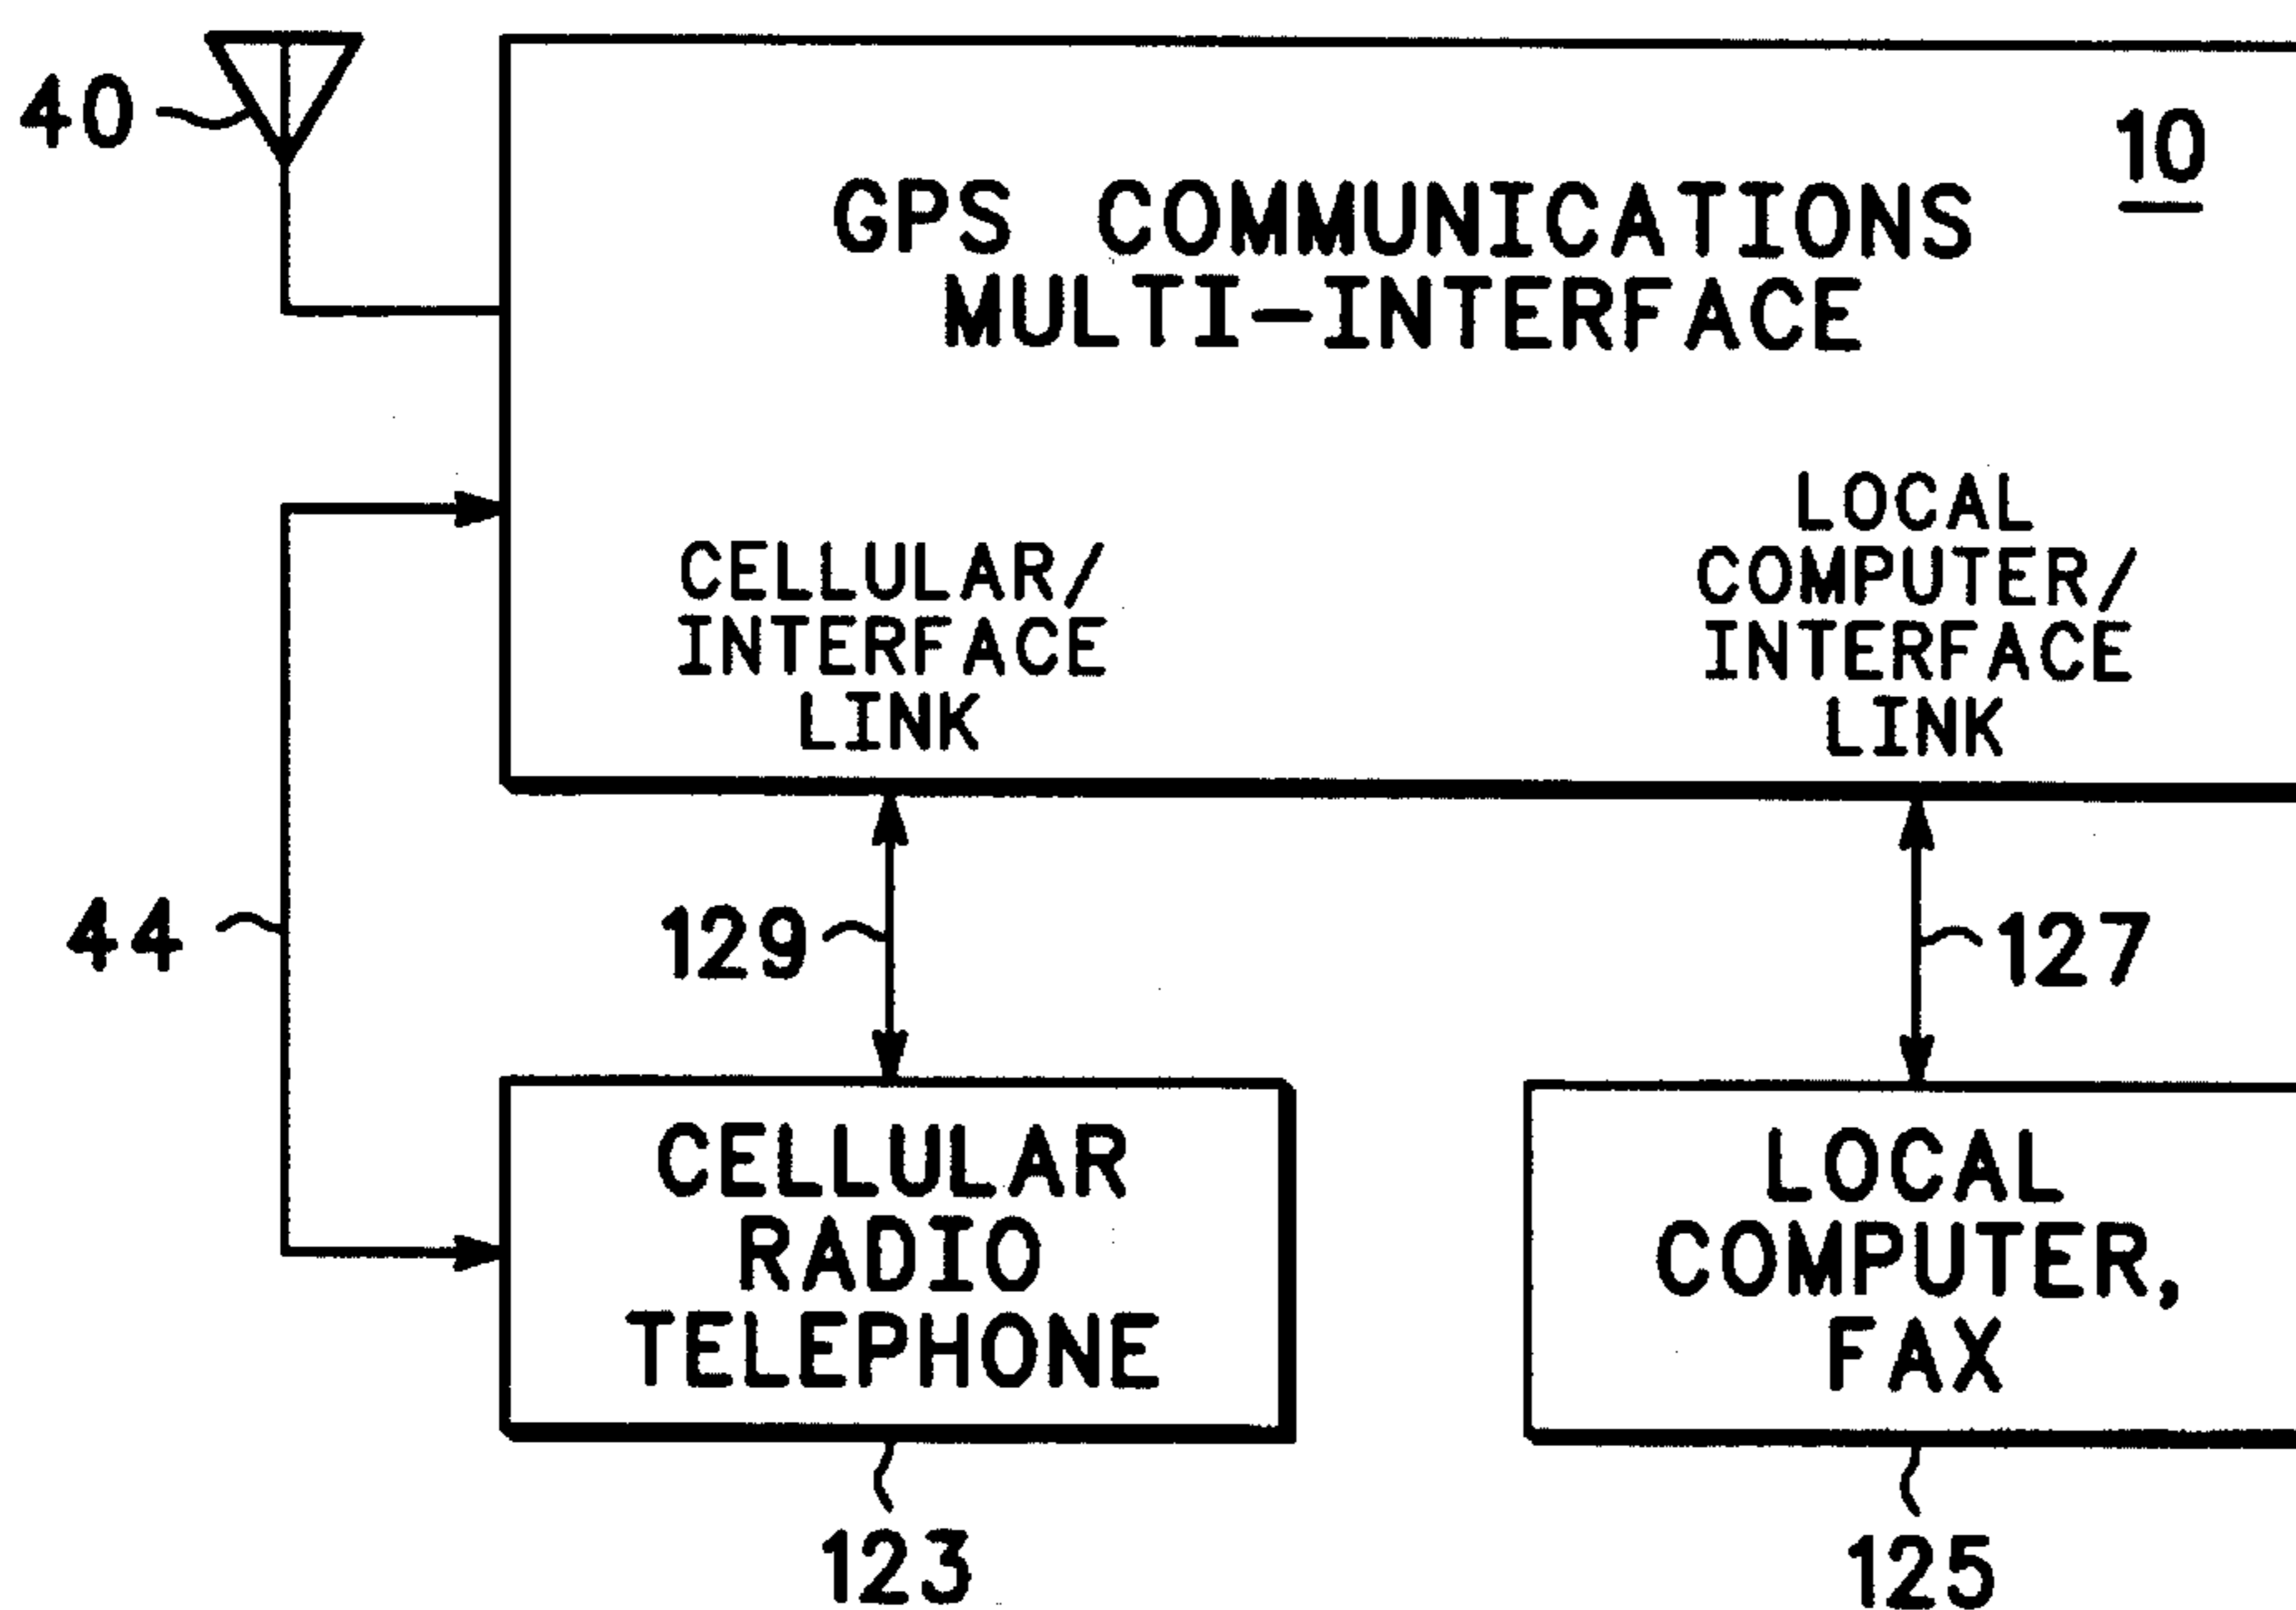 40
10
GPS COMMUNICATIONS
MULTI-INTERFACE
CELLULAR/
INTERFACE
LINK
LOCAL
COMPUTER/
INTERFACE
LINK
44
129
127
CELLULAR
RADIO
TELEPHONE
LOCAL
COMPUTER,
FAX
123
125